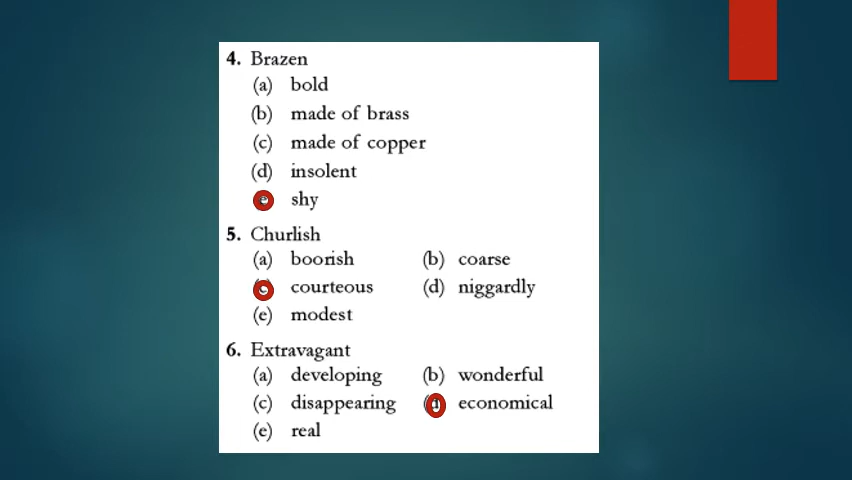 4. Brazen
(a) bold
(b) made of brass
(c) made of copper
(d) insolent
shy
5. Churlish
(a) boorish (b) coarse
courteous (d) niggardly
(e) modest
6. Extravagant
(a) developing (b) wonderful
(c) disappearing economical
(e) real